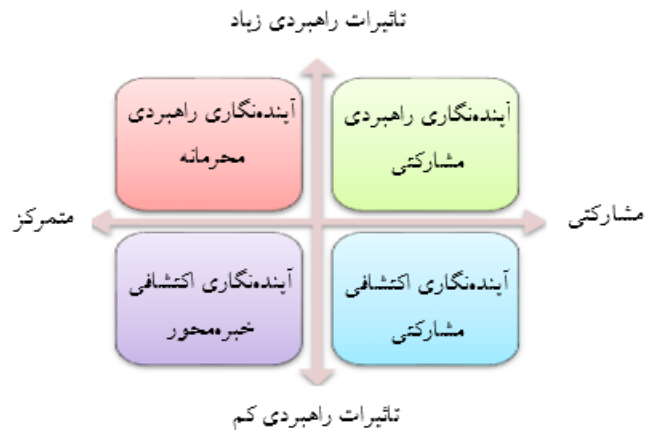 تاثیرات راهبردی زیاد
آینده‌نگاری راهبردی
مشارکتی
آینده‌نگاری راهبردی
محرمانه
مشارکتی
متمرکز
آینده‌نگاری اکتشافی
مشارکتی
آینده‌نگاری اکتشافی
خبره‌محور
تاثیرات راهبردی کم